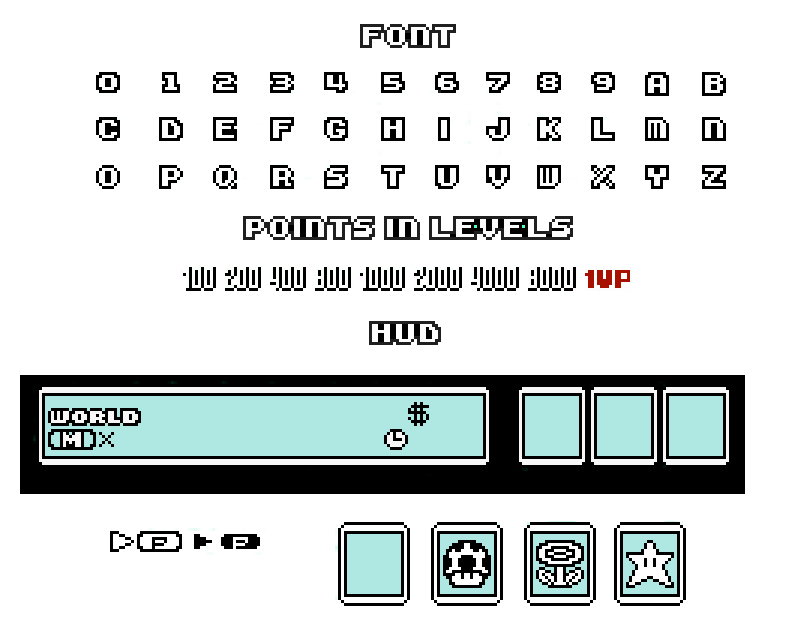 FONT
0 1 2 3 4 5 6 7 8 9 A B
C D E F G H I J K L M N
O P Q R S T U V W X Y Z
POINTS IN LEVELS
100 200 400 800 1000 2000 4000 8000 1UP
HUD
WORLD $
M×
P P